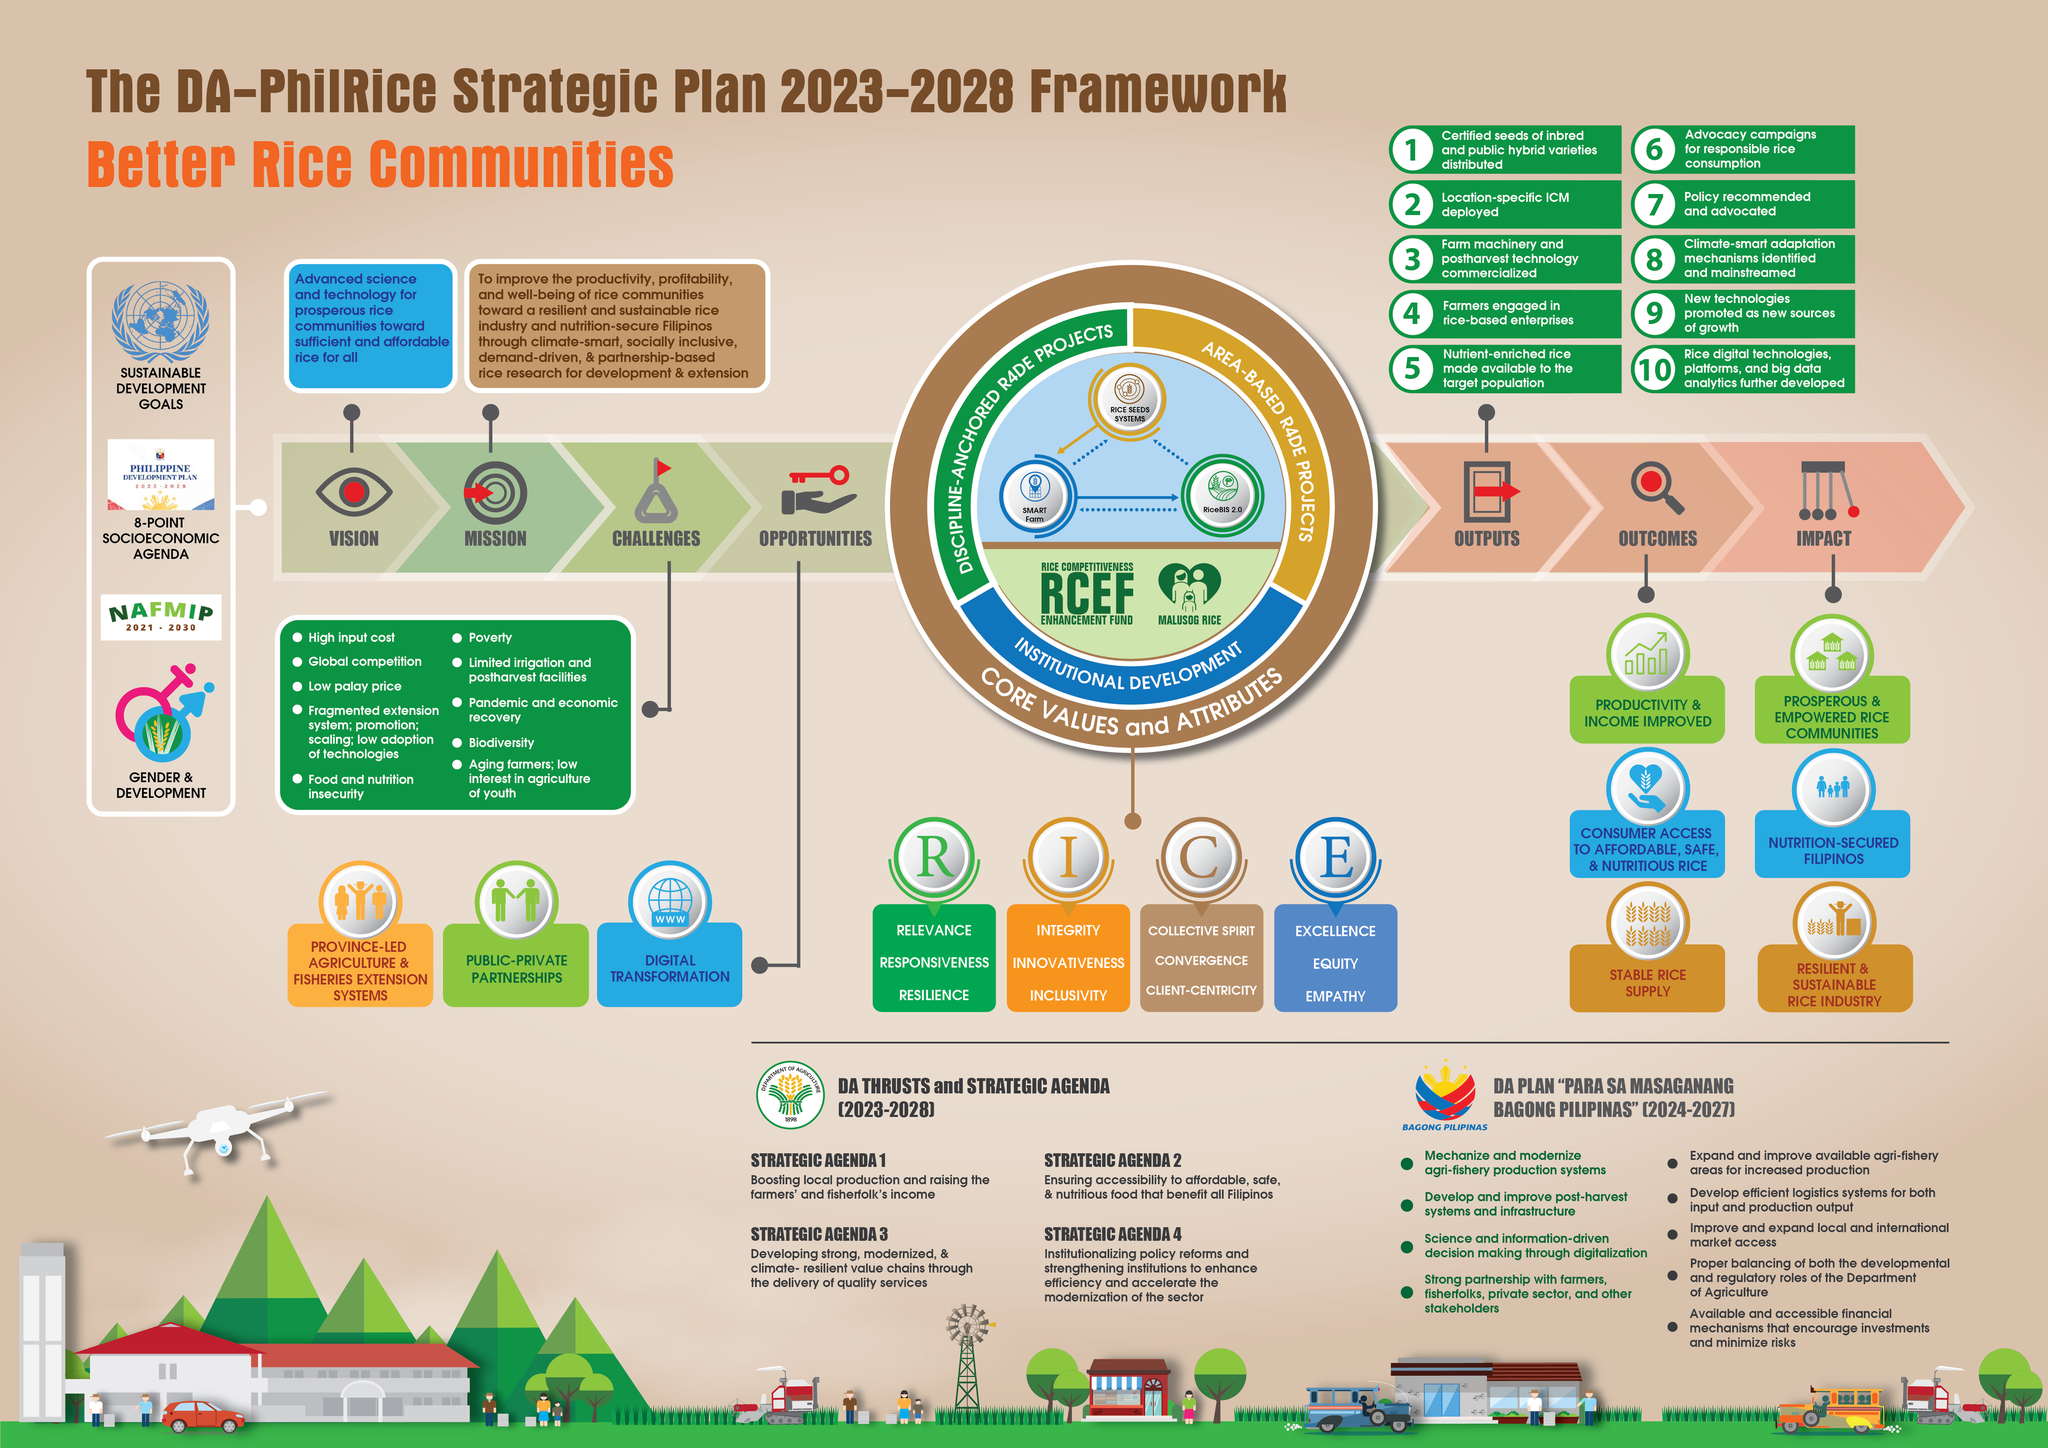 The DA-PhilRice Strategic Plan 2023-2028 Framework
Better Rice Communities
SUSTAINABLE
DEVELOPMENT
GOALS
PHILIPPINE
DEVELOPMENT PLAN
2023-2028
8-POINT
SOCIOECONOMIC
AGENDA
NAFMIP
2021 - 2030
GENDER &
DEVELOPMENT
Advanced science
and technology for
prosperous rice
communities toward
sufficient and affordable
rice for all
To improve the productivity, profitability,
and well-being of rice communities
toward a resilient and sustainable rice
industry and nutrition-secure Filipinos
through climate-smart, socially inclusive,
demand-driven, & partnership-based
rice research for development & extension
VISION
MISSION
CHALLENGES
OPPORTUNITIES
High input cost
Global competition
Low palay price
Fragmented extension
system; promotion;
scaling; low adoption
of technologies
Food and nutrition
insecurity
Poverty
Limited irrigation and
postharvest facilities
Pandemic and economic
recovery
Biodiversity
Aging farmers; low
interest in agriculture
of youth
PROVINCE-LED
AGRICULTURE &
FISHERIES EXTENSION
SYSTEMS
PUBLIC-PRIVATE
PARTNERSHIPS
WWW
DIGITAL
TRANSFORMATION
DISCIPLINE-ANCHORED R4DE PROJECTS
AREA-BASED R4DE PROJECTS
INSTITUTIONAL DEVELOPMENT
CORE VALUES and ATTRIBUTES
RICE SEEDS
SYSTEMS
SMART
Farm
RiceBIS 2.0
RICE COMPETITIVENESS
RCEF
ENHANCEMENT FUND
MALUSOG RICE
R
RELEVANCE
RESPONSIVENESS
RESILIENCE
I
INTEGRITY
INNOVATIVENESS
INCLUSIVITY
C
COLLECTIVE SPIRIT
CONVERGENCE
CLIENT-CENTRICITY
E
EXCELLENCE
EQUITY
EMPATHY
1
Certified seeds of inbred
and public hybrid varieties
distributed
2
Location-specific ICM
deployed
3
Farm machinery and
postharvest technology
commercialized
4
Farmers engaged in
rice-based enterprises
5
Nutrient-enriched rice
made available to the
target population
6
Advocacy campaigns
for responsible rice
consumption
7
Policy recommended
and advocated
8
Climate-smart adaptation
mechanisms identified
and mainstreamed
9
New technologies
promoted as new sources
of growth
10
Rice digital technologies,
platforms, and big data
analytics further developed
OUTPUTS
OUTCOMES
IMPACT
PRODUCTIVITY &
INCOME IMPROVED
CONSUMER ACCESS
TO AFFORDABLE, SAFE,
& NUTRITIOUS RICE
STABLE RICE
SUPPLY
PROSPEROUS &
EMPOWERED RICE
COMMUNITIES
NUTRITION-SECURED
FILIPINOS
RESILIENT &
SUSTAINABLE
RICE INDUSTRY
DEPARTMENT OF AGRICULTURE
1898
DA THRUSTS and STRATEGIC AGENDA
(2023-2028)
STRATEGIC AGENDA 1
Boosting local production and raising the
farmers' and fisherfolk's income
STRATEGIC AGENDA 2
Ensuring accessibility to affordable, safe,
& nutritious food that benefit all Filipinos
STRATEGIC AGENDA 3
Developing strong, modernized, &
climate- resilient value chains through
the delivery of quality services
STRATEGIC AGENDA 4
Institutionalizing policy reforms and
strengthening institutions to enhance
efficiency and accelerate the
modernization of the sector
BAGONG PILIPINAS
DA PLAN "PARA SA MASAGANANG
BAGONG PILIPINAS" (2024-2027)
Mechanize and modernize
agri-fishery production systems
Develop and improve post-harvest
systems and infrastructure
Science and information-driven
decision making through digitalization
Strong partnership with farmers,
fisherfolks, private sector, and other
stakeholders
Expand and improve available agri-fishery
areas for increased production
Develop efficient logistics systems for both
input and production output
Improve and expand local and international
market access
Proper balancing of both the developmental
and regulatory roles of the Department
of Agriculture
Available and accessible financial
mechanisms that encourage investments
and minimize risks